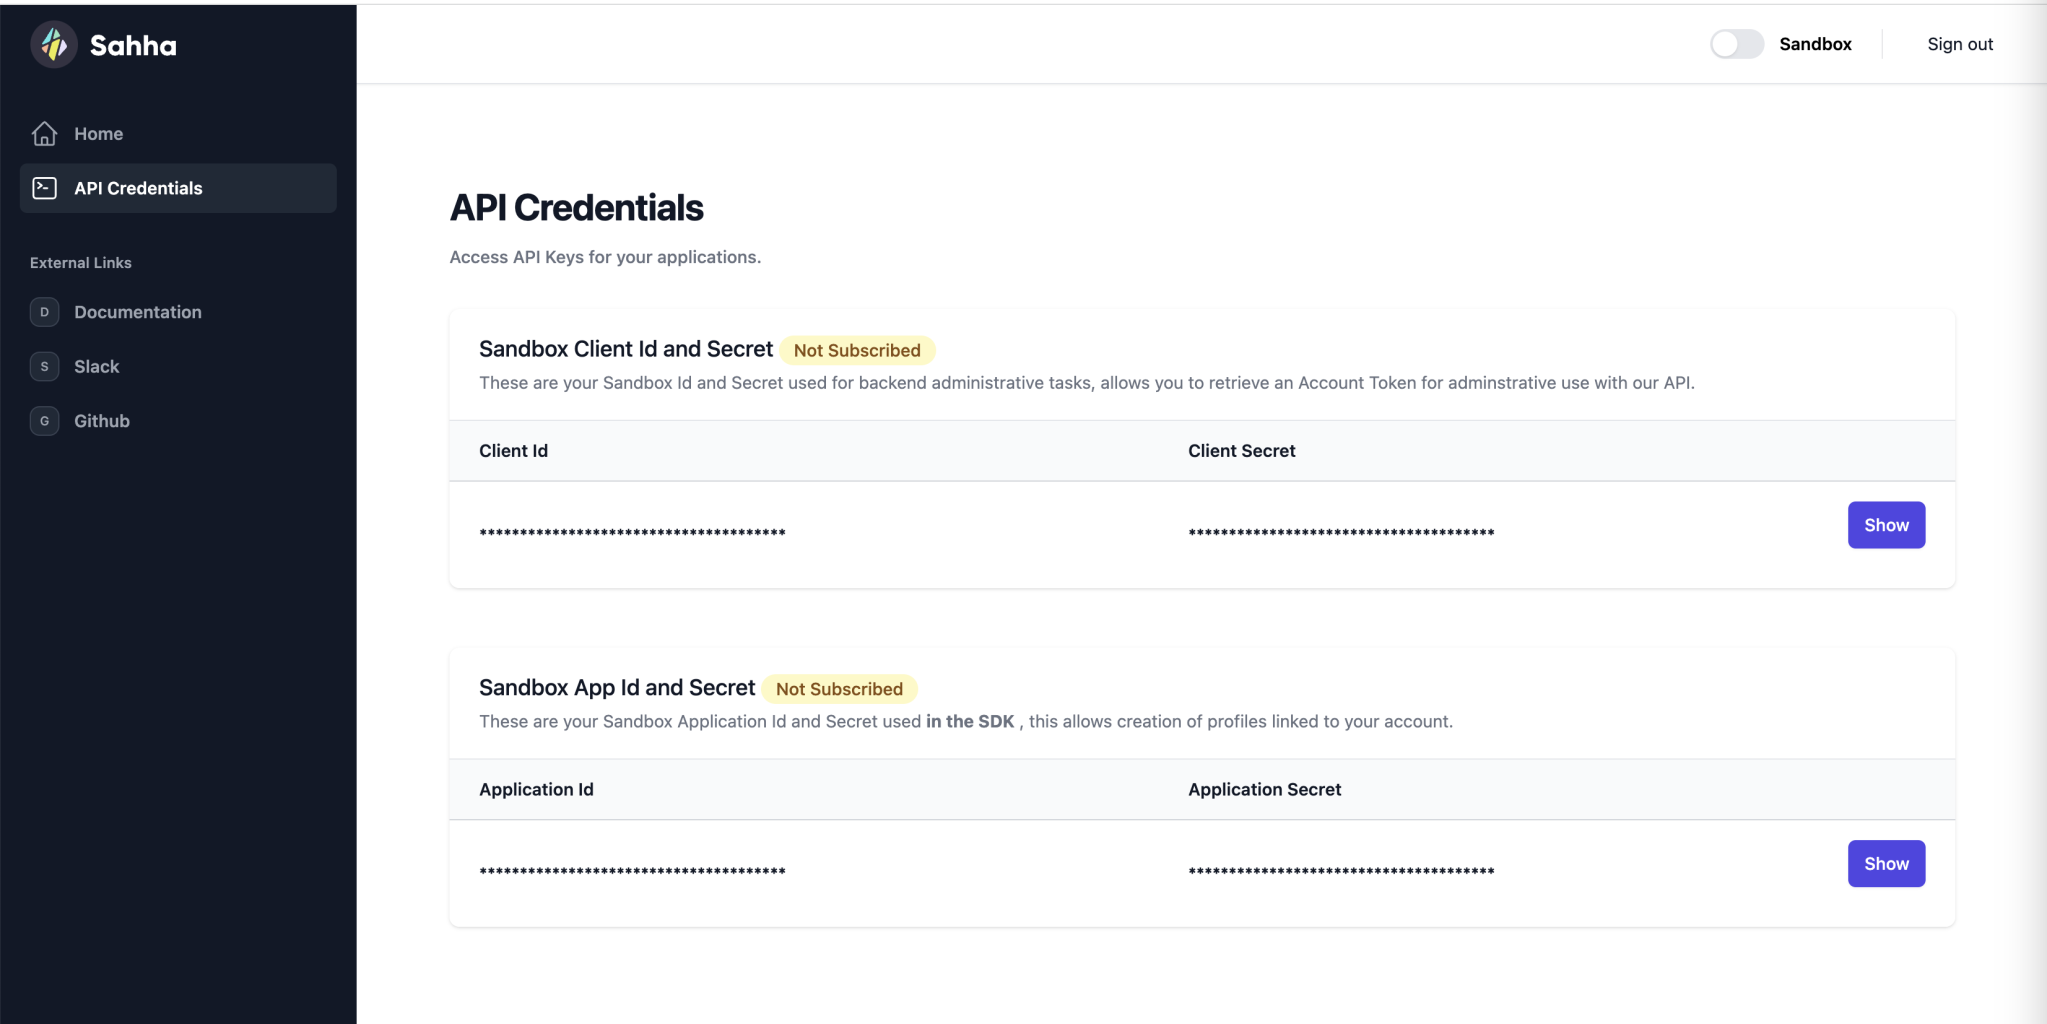 Sahha
Sandbox
Sign out
Home
API Credentials
External Links
D Documentation
S Slack
G Github
API Credentials
Access API Keys for your applications.
Sandbox Client Id and Secret Not Subscribed
These are your Sandbox Id and Secret used for backend administrative tasks, allows you to retrieve an Account Token for adminstrative use with our API.
Client Id Client Secret
************************************** ************************************** Show
Sandbox App Id and Secret Not Subscribed
These are your Sandbox Application Id and Secret used in the SDK , this allows creation of profiles linked to your account.
Application Id Application Secret
************************************** ************************************** Show